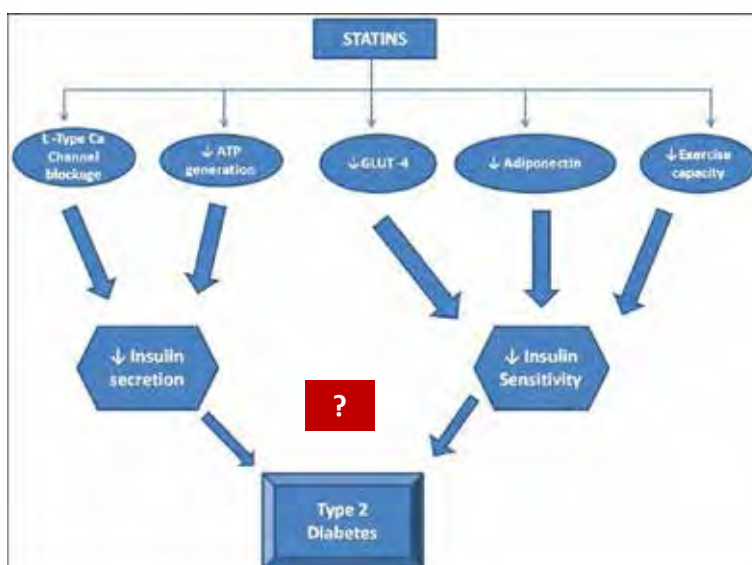 STATINS
L-Type Ca
Channel
blockage
↓ ATP
generation
↓GLUT-4
↓ Adiponectin
↓Exercise
capacity
↓ Insulin
secretion
↓ Insulin
Sensitivity
?
Type 2
Diabetes